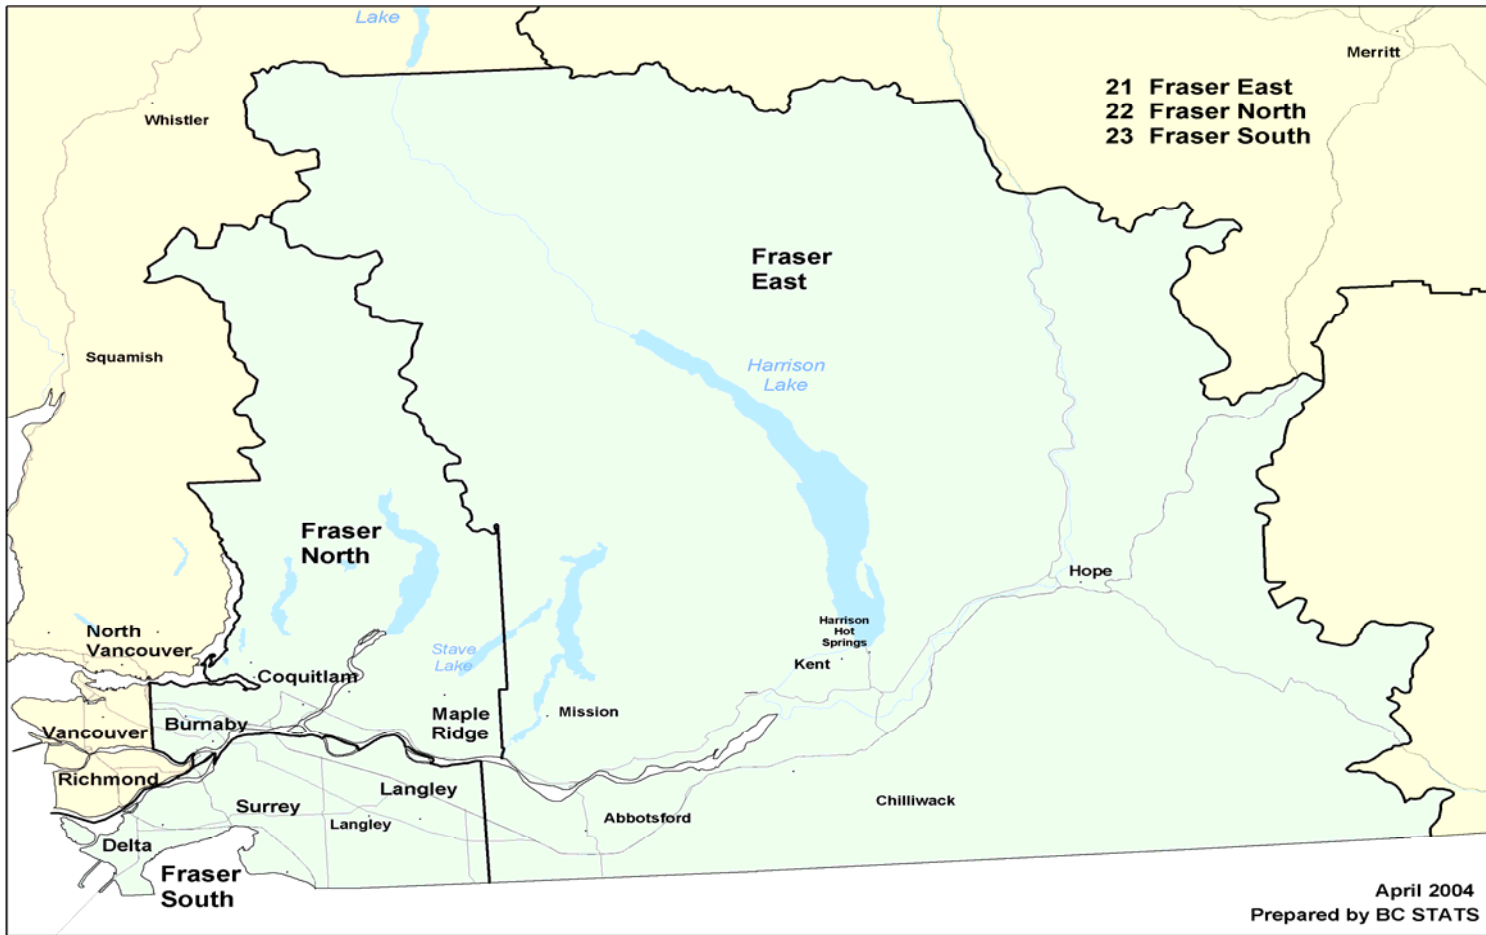 Lake
Merritt
21 Fraser East
22 Fraser North
23 Fraser South
Whistler
Fraser
East
Squamish
Harrison
Lake
Fraser
North
Hope
Harrison
Hot
Springs
North
Vancouver
Stave
Lake
Kent
Coquitlam
Maple
Ridge
Mission
Burnaby
Vancouver
Richmond
Langley
Surrey
Langley
Abbotsford
Chilliwack
Delta
Fraser
South
April 2004
Prepared by BC STATS